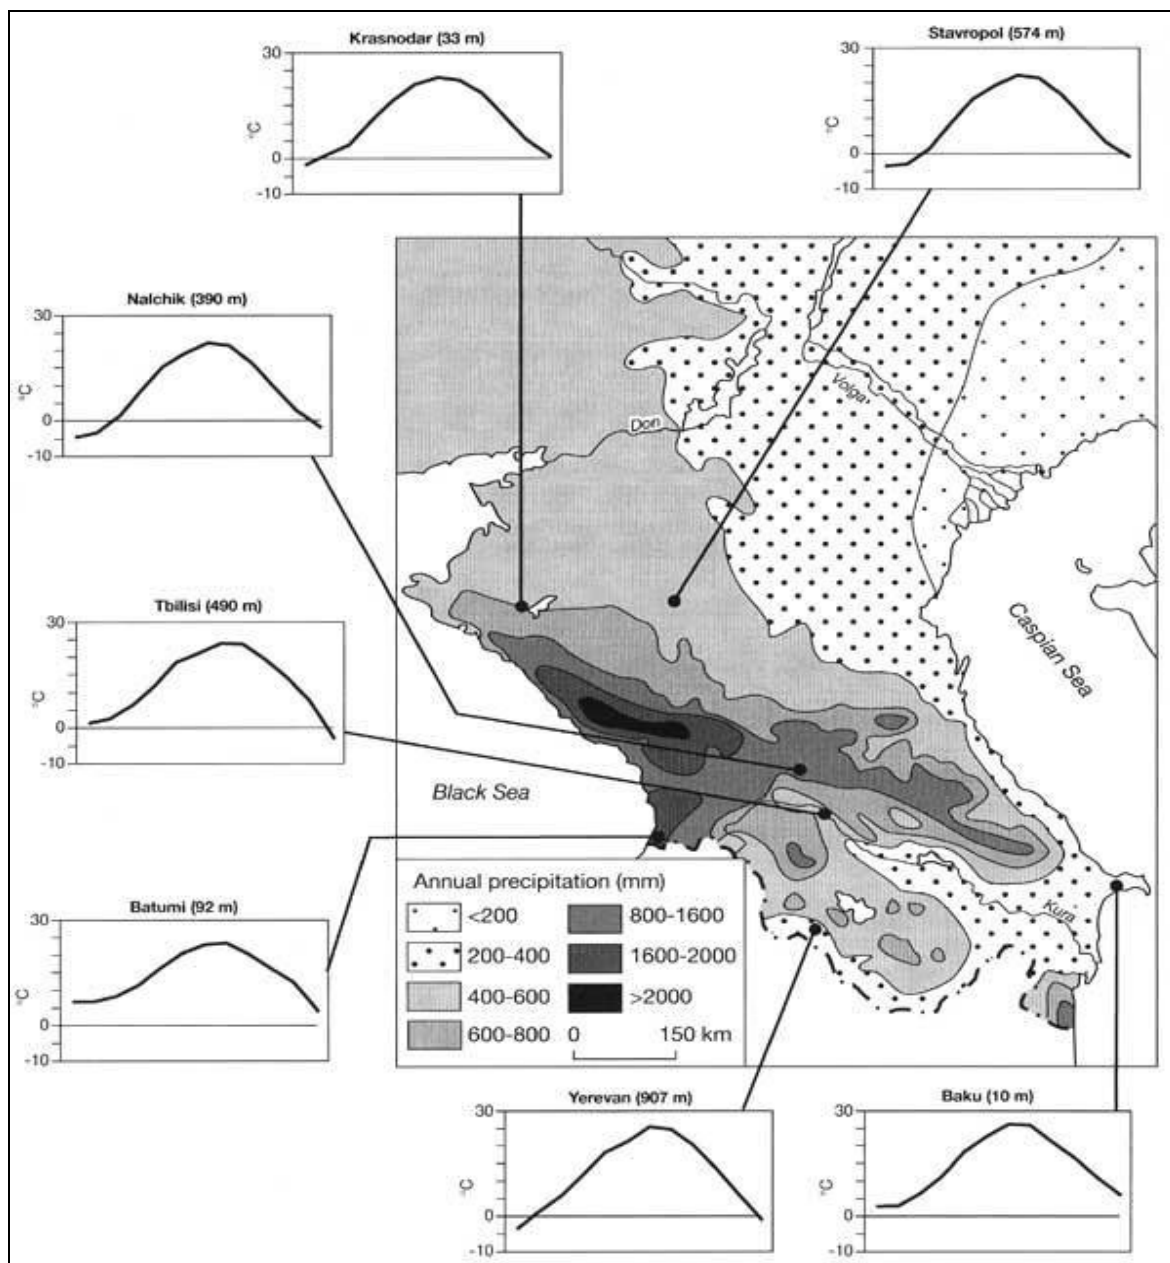 Krasnodar (33 m)
30
°C
0
-10
Stavropol (574 m)
30
°C
0
-10
Nalchik (390 m)
30
°C
0
-10
Tbilisi (490 m)
30
°C
0
-10
Batumi (92 m)
30
°C
0
-10
Don
Volga
Caspian Sea
Black Sea
Kura
Annual precipitation (mm)
<200
200-400
400-600
600-800
800-1600
1600-2000
>2000
0 150 km
Yerevan (907 m)
30
°C
0
-10
Baku (10 m)
30
°C
0
-10